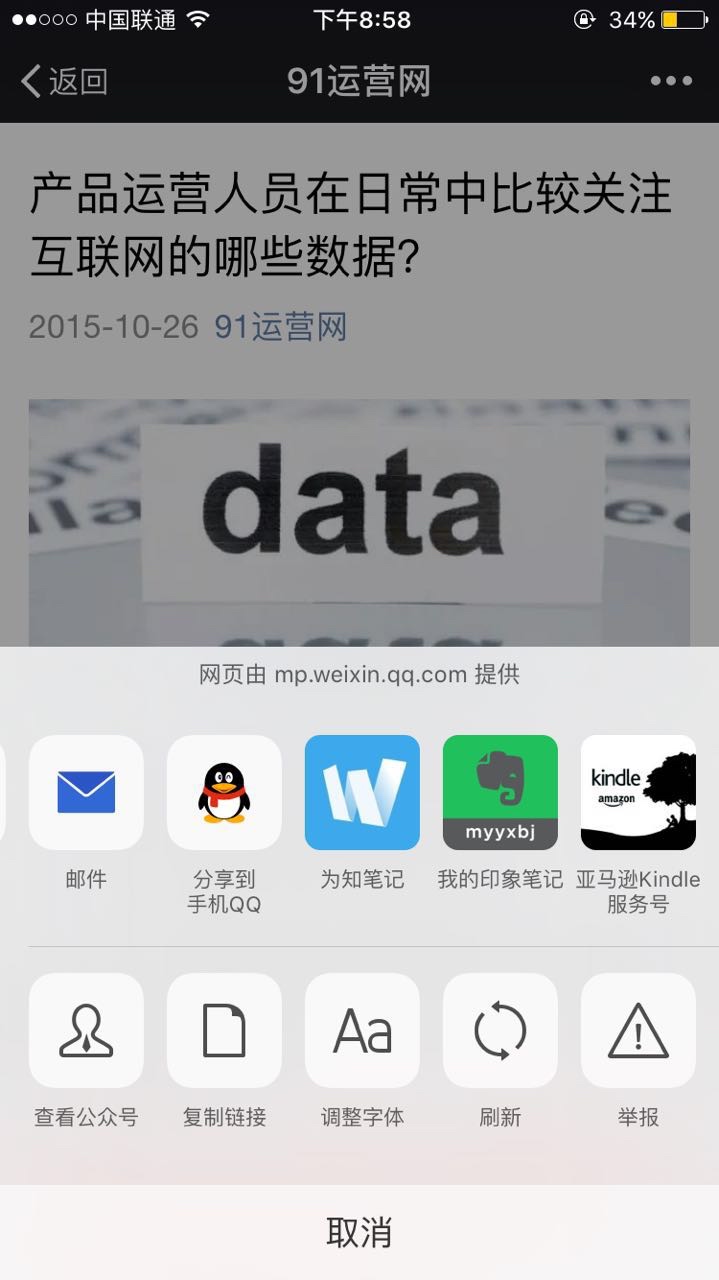 中国联通 下午8:58 34%
返回 91运营网
产品运营人员在日常中比较关注
互联网的哪些数据?
2015-10-26 91运营网
data
网页由 mp.weixin.qq.com 提供
kindle
amazon
myyxbj
邮件 分享到 为知笔记 我的印象笔记 亚马逊Kindle
手机QQ 服务号
Aa
查看公众号 复制链接 调整字体 刷新 举报
取消